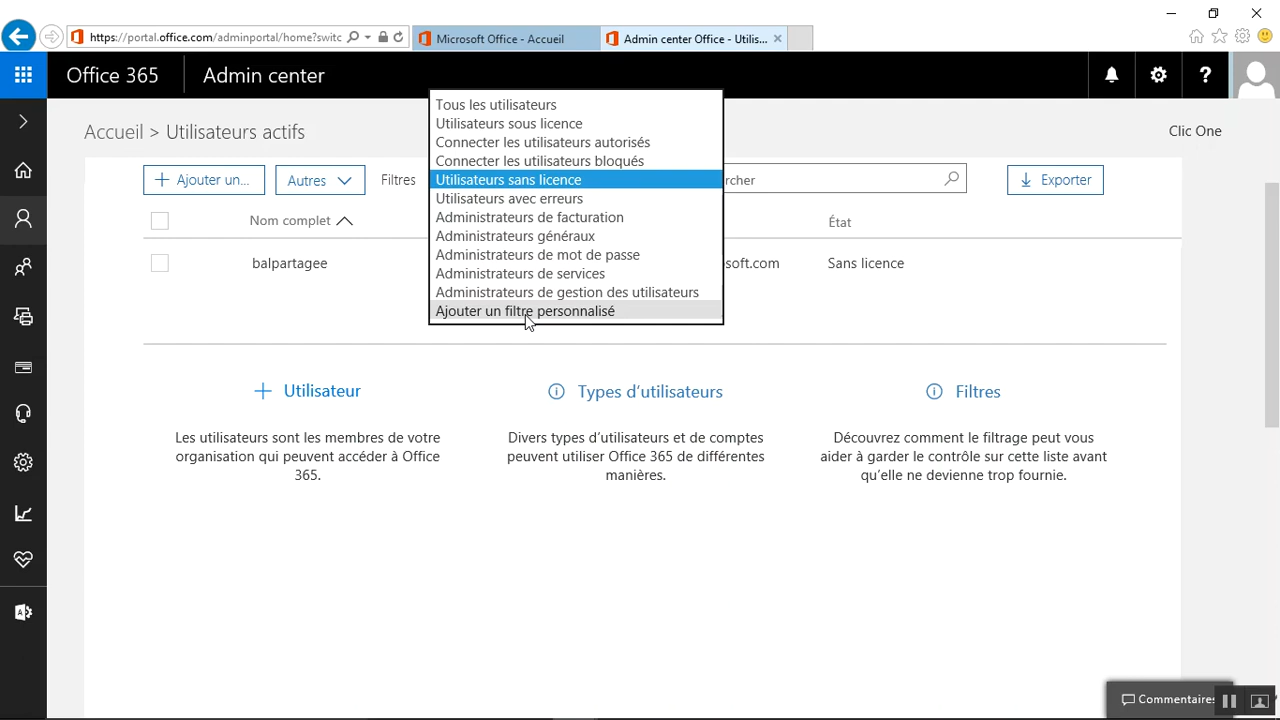 https://portal.office.com/adminportal/home?switc
Microsoft Office - Accueil
Admin center Office - Utilis...
Office 365
Admin center
?
Accueil > Utilisateurs actifs
Clic One
Ajouter un...
Autres
Filtres
Tous les utilisateurs
Utilisateurs sous licence
Connecter les utilisateurs autorisés
Connecter les utilisateurs bloqués
Utilisateurs sans licence
Utilisateurs avec erreurs
Administrateurs de facturation
Administrateurs généraux
Administrateurs de mot de passe
Administrateurs de services
Administrateurs de gestion des utilisateurs
Ajouter un filtre personnalisé
rcher
Exporter
Nom complet
État
balpartagee
soft.com
Sans licence
Utilisateur
Les utilisateurs sont les membres de votre
organisation qui peuvent accéder à Office
365.
Types d’utilisateurs
Divers types d’utilisateurs et de comptes
peuvent utiliser Office 365 de différentes
manières.
Filtres
Découvrez comment le filtrage peut vous
aider à garder le contrôle sur cette liste avant
qu’elle ne devienne trop fournie.
Commentaires